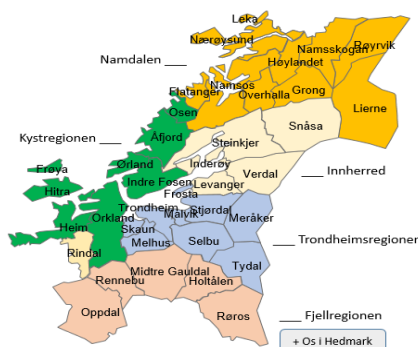 Leka
Nærøysund
Namsskogan
Røyrvik
Namdalen ___
Høylandet
Namsos
Grong
Flatanger
Overhalla
Lierne
Osen
Snåsa
Kystregionen ___
Åfjord
Steinkjer
Ørland
Inderøy
Verdal
___ Innherred
Frøya
Indre Fosen
Levanger
Hitra
Frosta
Trondheim
Stjørdal
Orkland
Malvik
Meråker
Heim
Skaun
Melhus
Selbu
___ Trondheimsregionen
Rindal
Tydal
Midtre Gauldal
Rennebu
Holtålen
Oppdal
Røros
___ Fjellregionen
+ Os i Hedmark